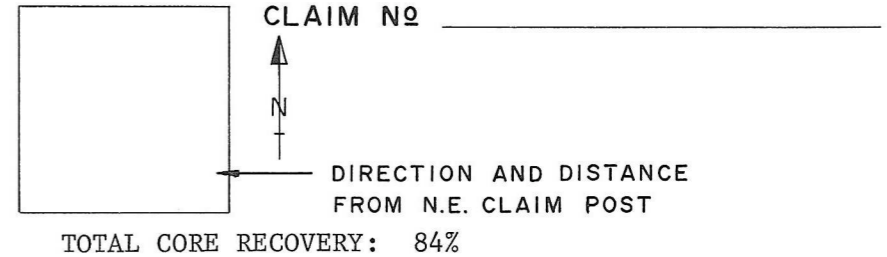 CLAIM Nº
N
DIRECTION AND DISTANCE
FROM N.E. CLAIM POST
TOTAL CORE RECOVERY: 84%